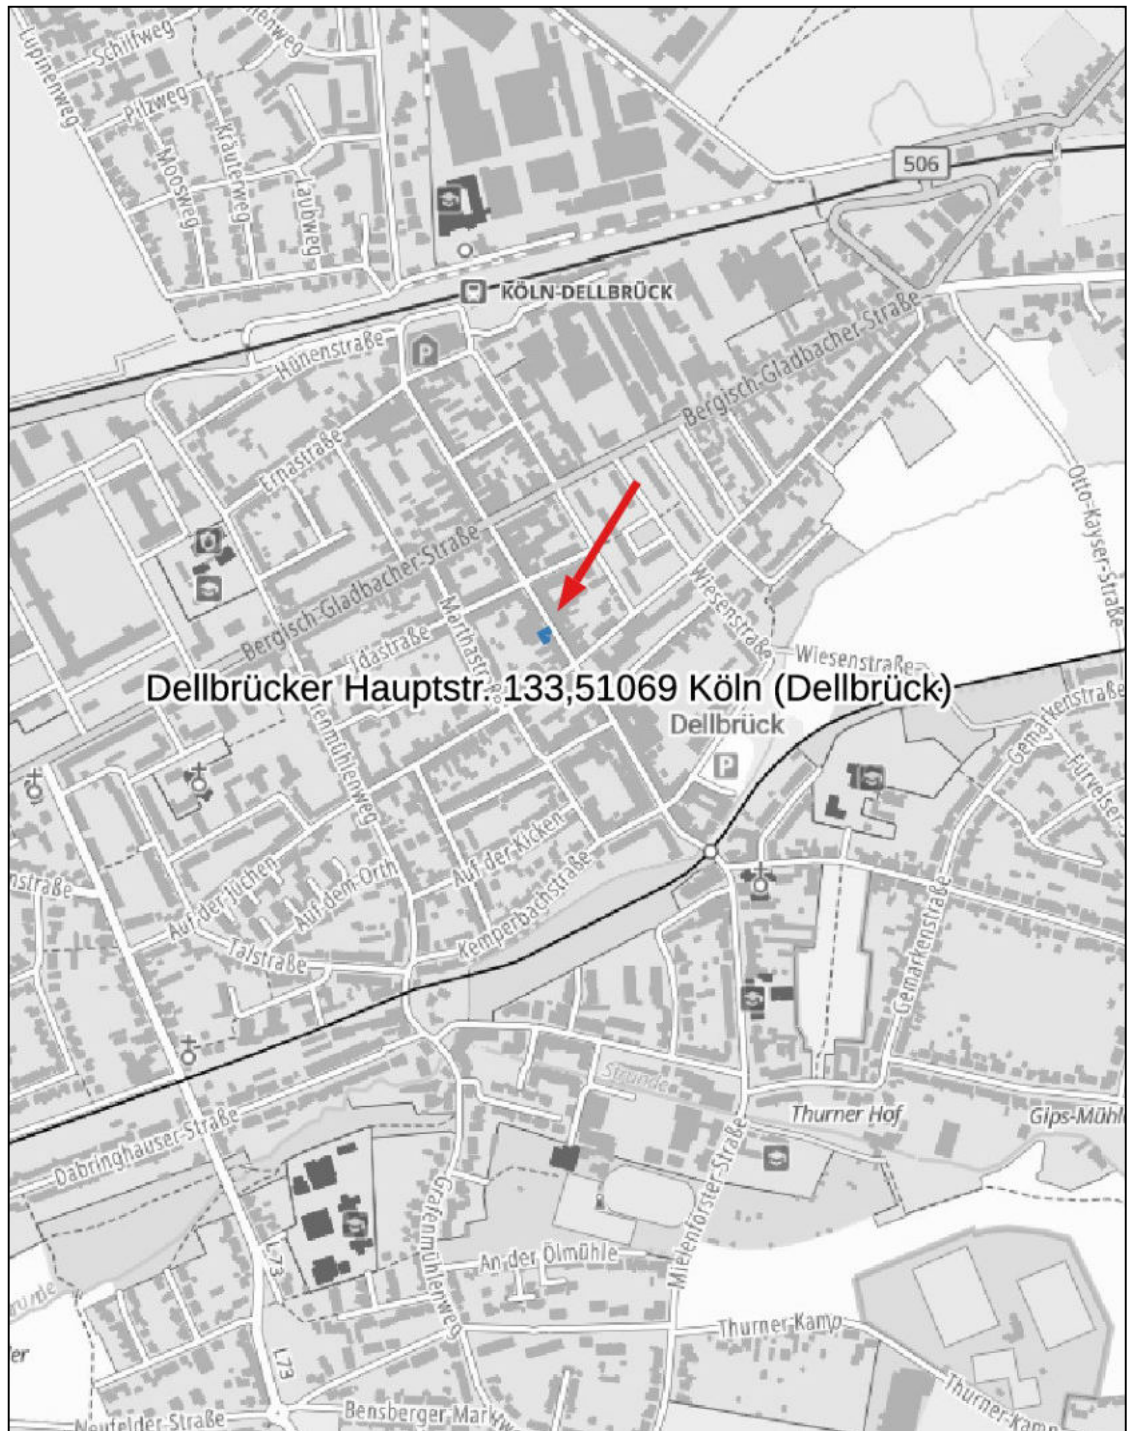 Schilfweg
Lupinenweg
Pilzweg
Kräuterweg
Mooswg
Laubweg
506
KÖLN-DELLBRÜCK
P
Hünenstraße
Bergisch-Gladbacher-Straße
Ernastraße
Otto-Kayser-Straße
Bergisch-Gladbacher-Straße
Wiesenstraße
Idastraße
Marthastraße
Wiesenstraße
Dellbrücker Hauptstr. 133,51069 Köln (Dellbrück)
Dellbrück
Gemarkenstraße
P
Auf der Kicken
Auf der Jüchen
Auf dem Orth
Kemperbachstraße
Talstraße
Gemarkenstraße
Strunde
Thurner Hof
Gips-Mühl
Dabringhauser-Straße
Grafenmühlenweg
Mielenforster-Straße
An der Ölmühle
L73
Thurner-Kamp
L73
Thurner-Kamp
Neufelder-Straße
Bensberger